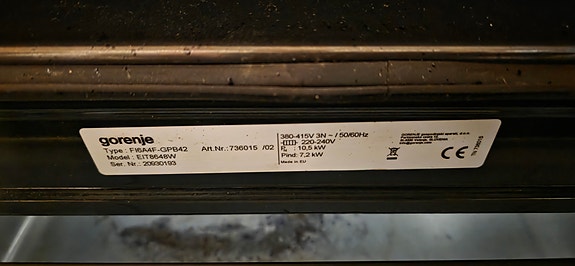 gorenje
Type : FI6A4F-GPB42 Art.Nr.: 736015 /02
Model : EIT8648W
Ser. Nr.: 20930193
380-415V 3N ~ / 50/60Hz
220-240V
: 10,5 kW
Pind: 7,2 kW
Made in EU
CE